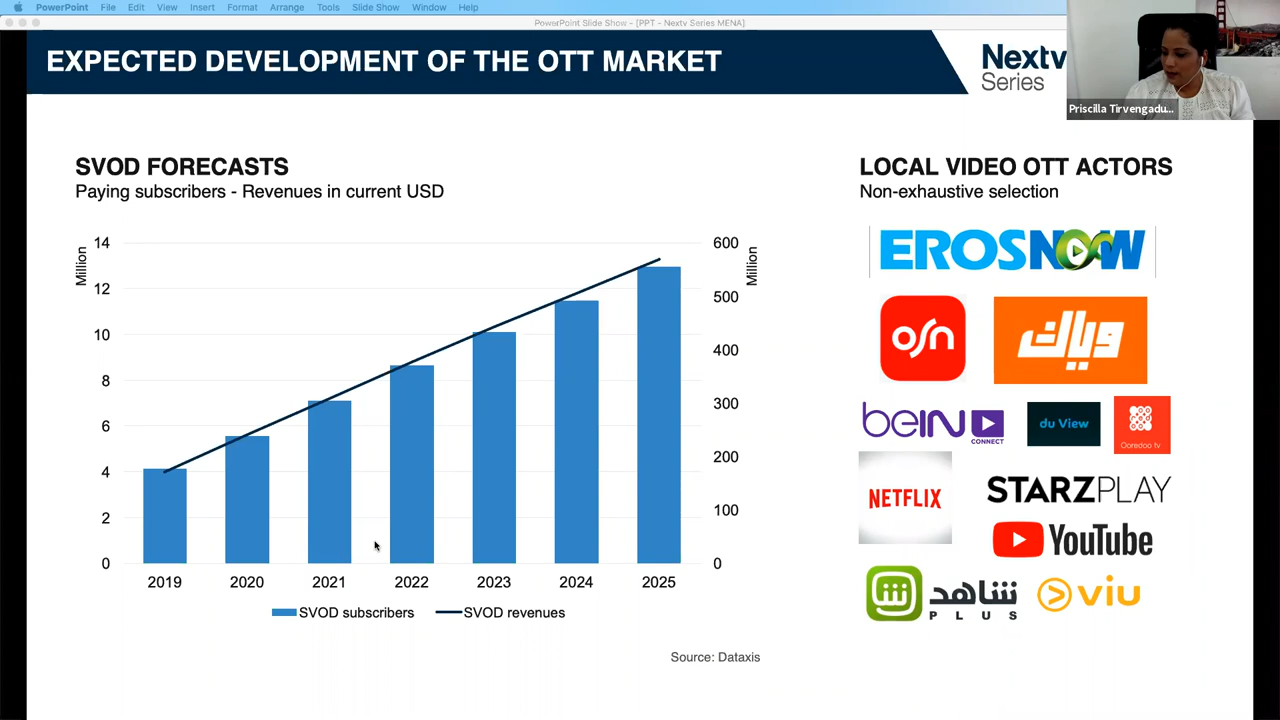 PowerPoint File Edit View Insert Format Arrange Tools Slide Show Window Help
PowerPoint Slide Show - [PPT - Nextv Series MENA]
EXPECTED DEVELOPMENT OF THE OTT MARKET
Nextv
Series
Priscilla Tirvengadu...
SVOD FORECASTS
Paying subscribers - Revenues in current USD
Million
14
12
10
8
6
4
2
0
600
500
400
300
200
100
0
Million
2019 2020 2021 2022 2023 2024 2025
SVOD subscribers SVOD revenues
Source: Dataxis
LOCAL VIDEO OTT ACTORS
Non-exhaustive selection
EROSNOW
osn
وياك
beIN
CONNECT
du View
Ooredoo tv
NETFLIX
STARZPLAY
YouTube
شاهد
PLUS
viu